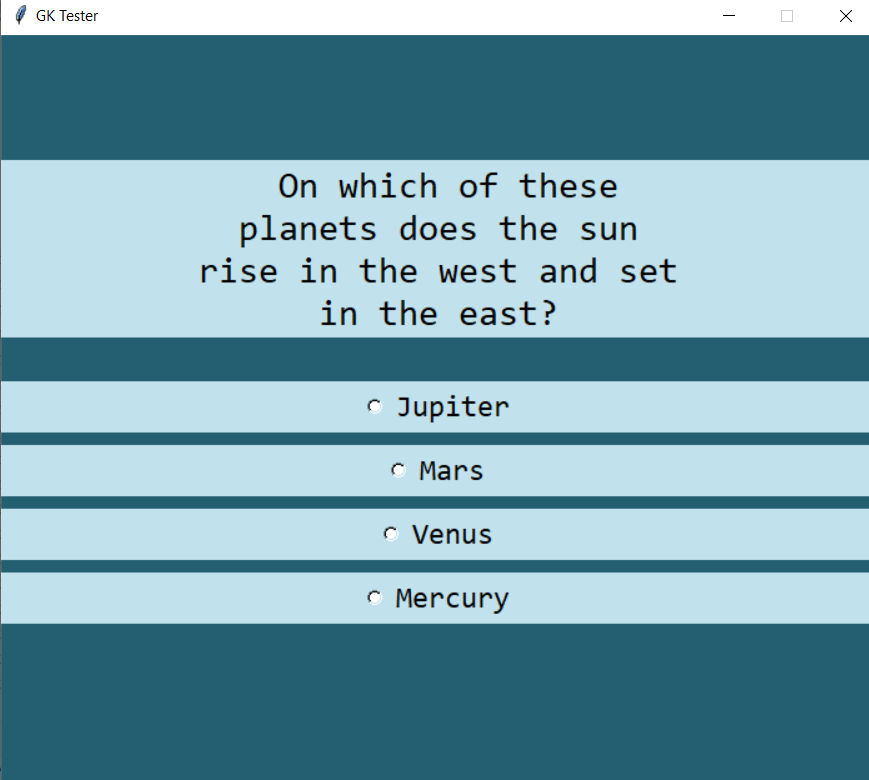 GK Tester
On which of these
planets does the sun
rise in the west and set
in the east?
Jupiter
Mars
Venus
Mercury